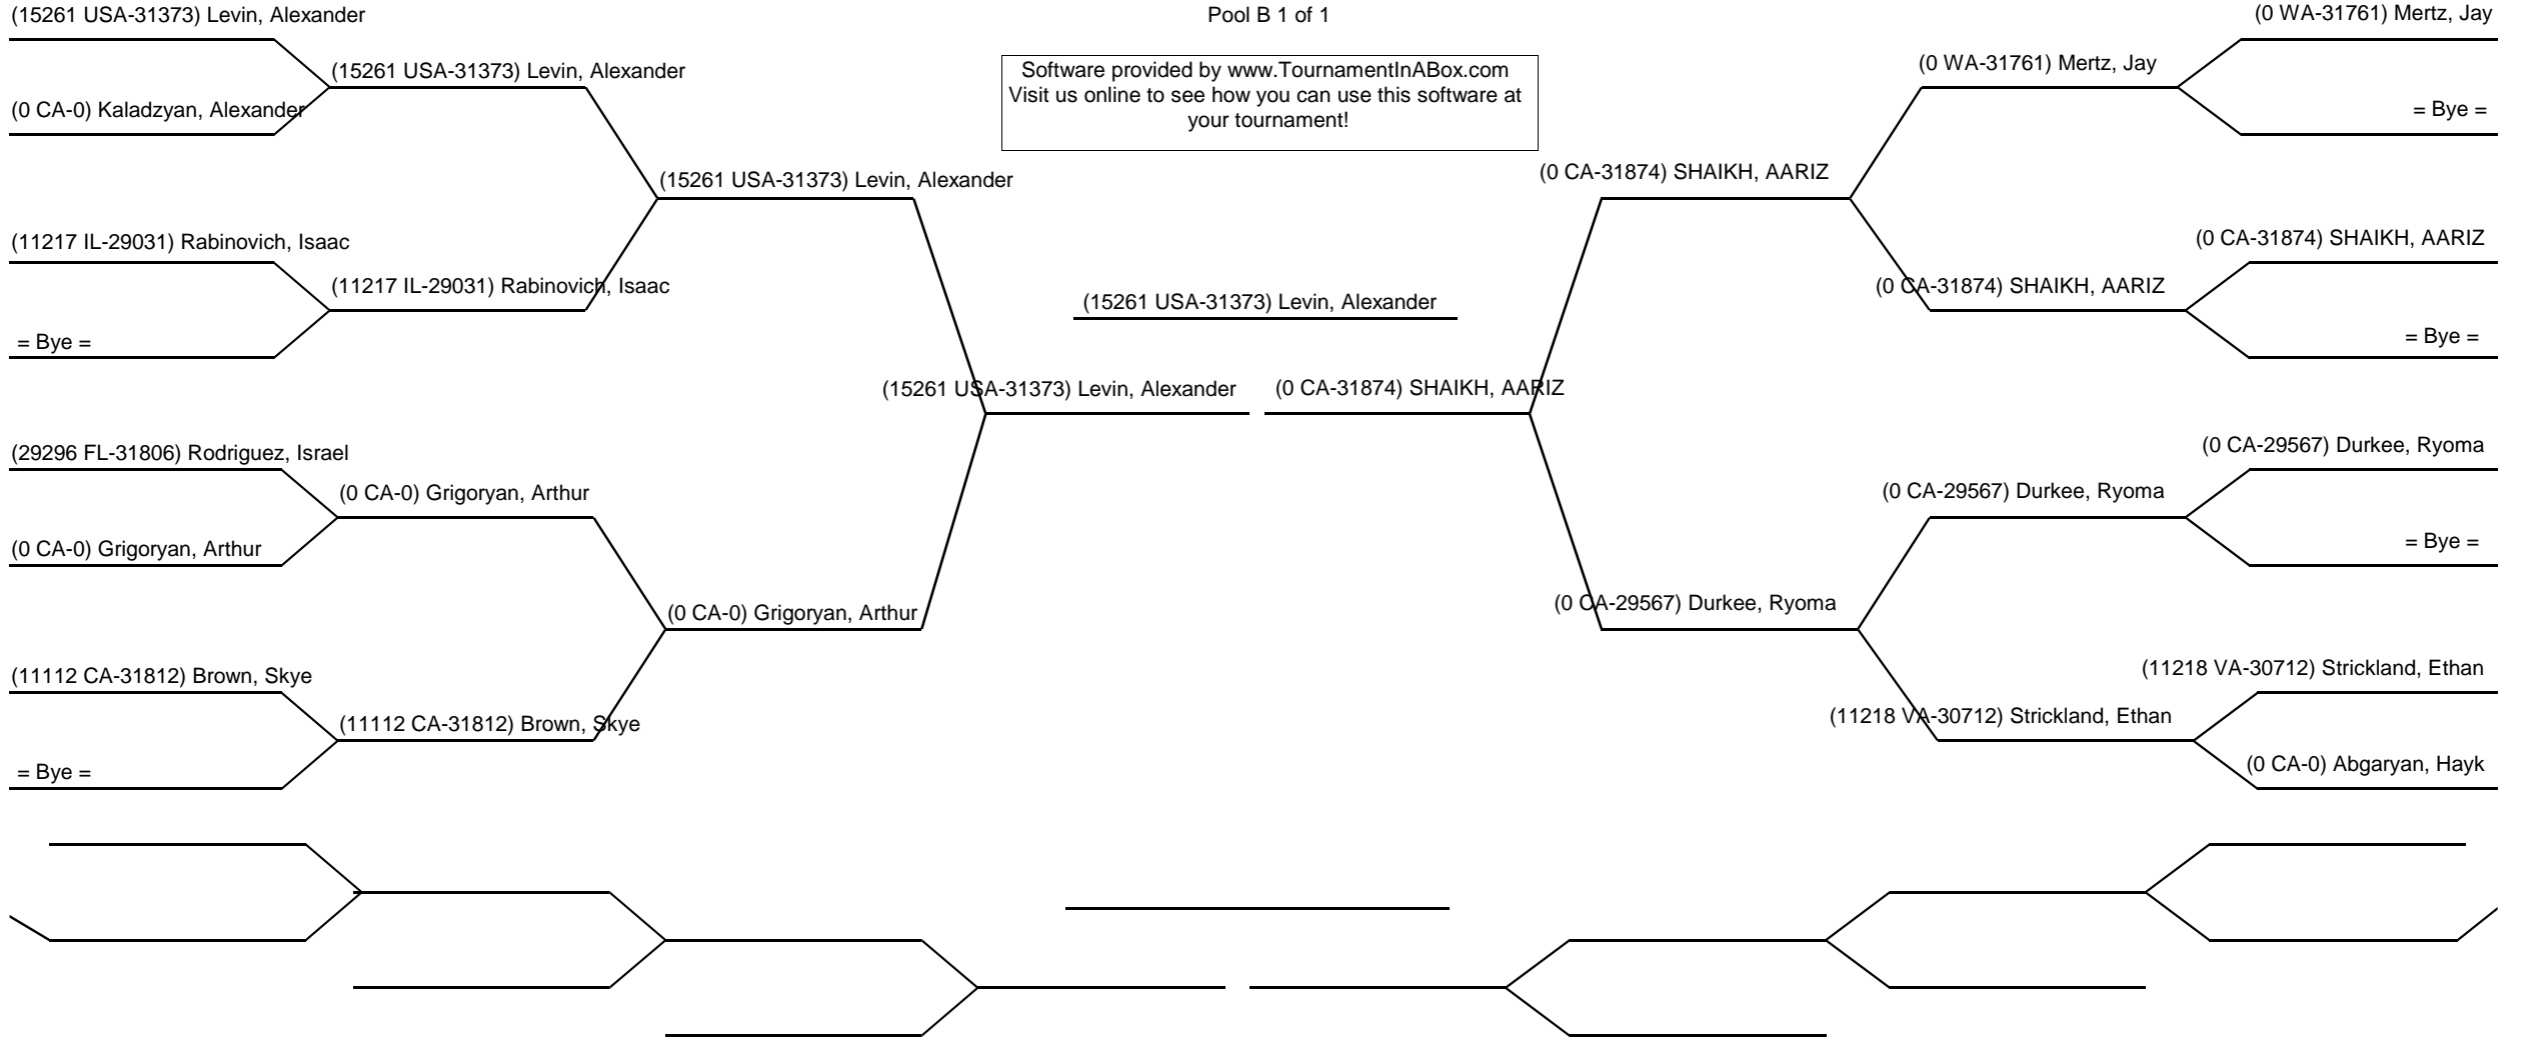 (15261 USA-31373) Levin, Alexander
(0 CA-0) Kaladzyan, Alexander
(11217 IL-29031) Rabinovich, Isaac
= Bye =
(29296 FL-31806) Rodriguez, Israel
(0 CA-0) Grigoryan, Arthur
(11112 CA-31812) Brown, Skye
= Bye =
(15261 USA-31373) Levin, Alexander
(11217 IL-29031) Rabinovich, Isaac
(0 CA-0) Grigoryan, Arthur
(11112 CA-31812) Brown, Skye
(15261 USA-31373) Levin, Alexander
(0 CA-0) Grigoryan, Arthur
(15261 USA-31373) Levin, Alexander
Pool B 1 of 1
Software provided by www.TournamentInABox.com
Visit us online to see how you can use this software at
your tournament!
(15261 USA-31373) Levin, Alexander
(0 CA-31874) SHAIKH, AARIZ
(0 CA-31874) SHAIKH, AARIZ
(0 CA-29567) Durkee, Ryoma
(0 WA-31761) Mertz, Jay
(0 CA-31874) SHAIKH, AARIZ
(0 CA-29567) Durkee, Ryoma
(11218 VA-30712) Strickland, Ethan
(0 WA-31761) Mertz, Jay
= Bye =
(0 CA-31874) SHAIKH, AARIZ
= Bye =
(0 CA-29567) Durkee, Ryoma
= Bye =
(11218 VA-30712) Strickland, Ethan
(0 CA-0) Abgaryan, Hayk